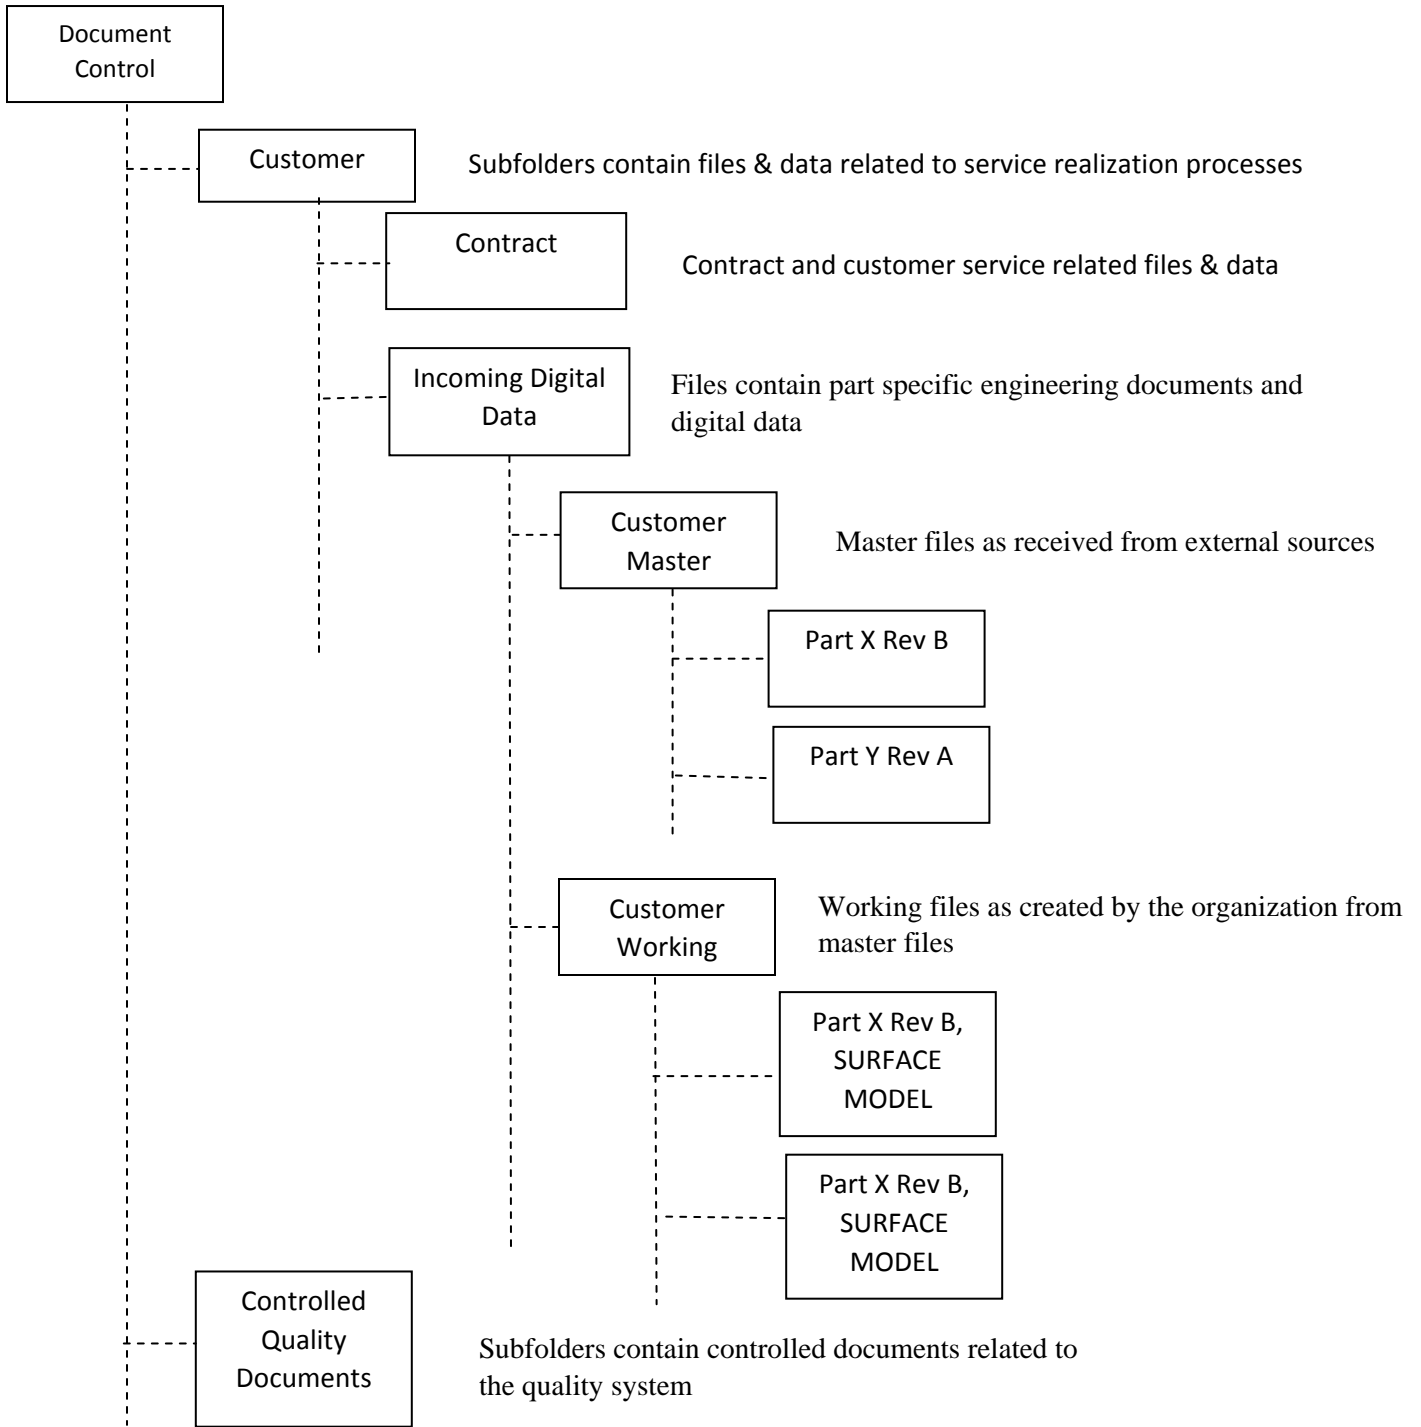 Document
Control
Customer
Subfolders contain files & data related to service realization processes
Contract
Contract and customer service related files & data
Incoming Digital
Data
Files contain part specific engineering documents and
digital data
Customer
Master
Master files as received from external sources
Part X Rev B
Part Y Rev A
Customer
Working
Working files as created by the organization from
master files
Part X Rev B,
SURFACE
MODEL
Part X Rev B,
SURFACE
MODEL
Controlled
Quality
Documents
Subfolders contain controlled documents related to
the quality system